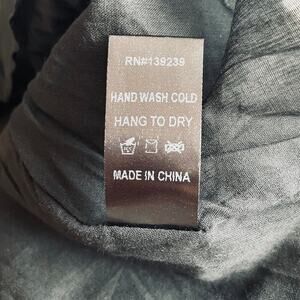 RN#139239
HAND WASH COLD
HANG TO DRY
MADE IN CHINA